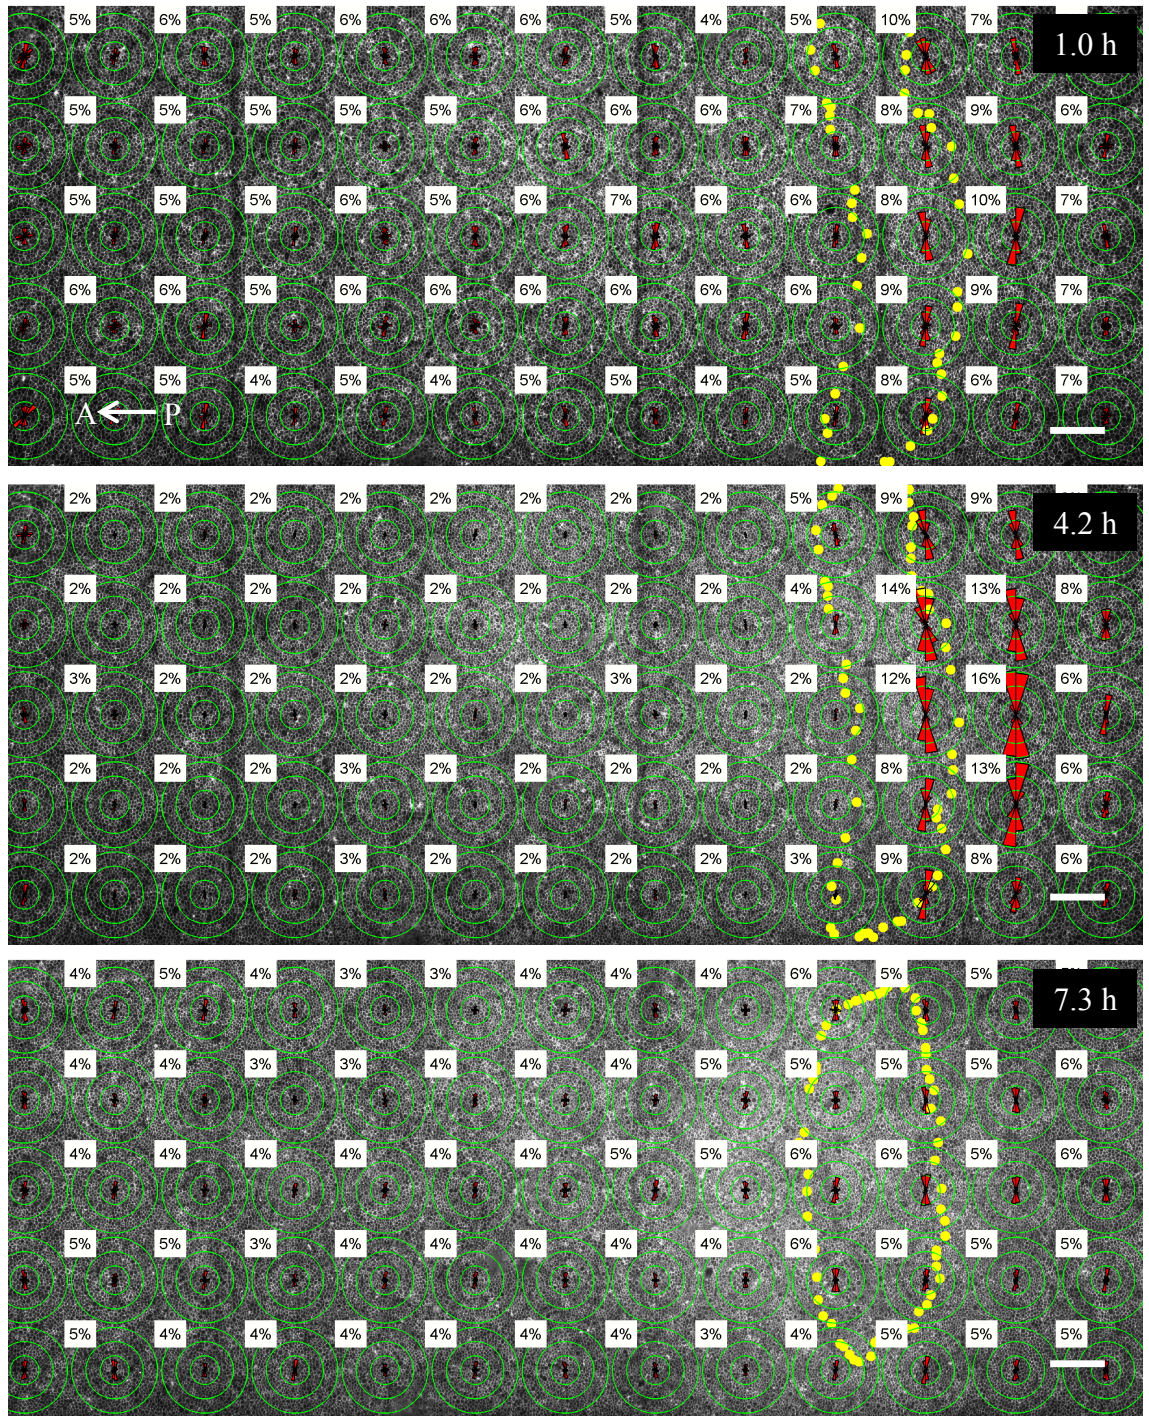 5% 6% 5% 6% 6% 6% 5% 4% 5% 10% 7%
1.0 h
5% 5% 5% 5% 5% 6% 6% 6% 7% 8% 9% 6%
5% 5% 5% 6% 5% 6% 7% 6% 6% 8% 10% 7%
6% 6% 5% 6% 6% 6% 6% 6% 6% 9% 9% 7%
5% 5% 4% 5% 4% 5% 5% 4% 5% 8% 6% 7%
A P
2% 2% 2% 2% 2% 2% 2% 2% 5% 9% 9%
4.2 h
2% 2% 2% 2% 2% 2% 2% 2% 4% 14% 13% 8%
3% 2% 2% 2% 2% 2% 3% 2% 2% 12% 16% 6%
2% 2% 2% 3% 2% 2% 2% 2% 2% 8% 13% 6%
2% 2% 2% 3% 2% 2% 2% 2% 3% 9% 8% 6%
4% 5% 4% 3% 3% 4% 4% 4% 6% 5% 5%
7.3 h
4% 4% 3% 3% 4% 4% 4% 5% 5% 5% 5% 6%
4% 4% 4% 4% 4% 4% 5% 5% 6% 6% 5% 6%
5% 5% 3% 4% 4% 4% 4% 4% 6% 5% 5% 5%
5% 4% 4% 4% 4% 4% 4% 3% 4% 5% 5% 5%